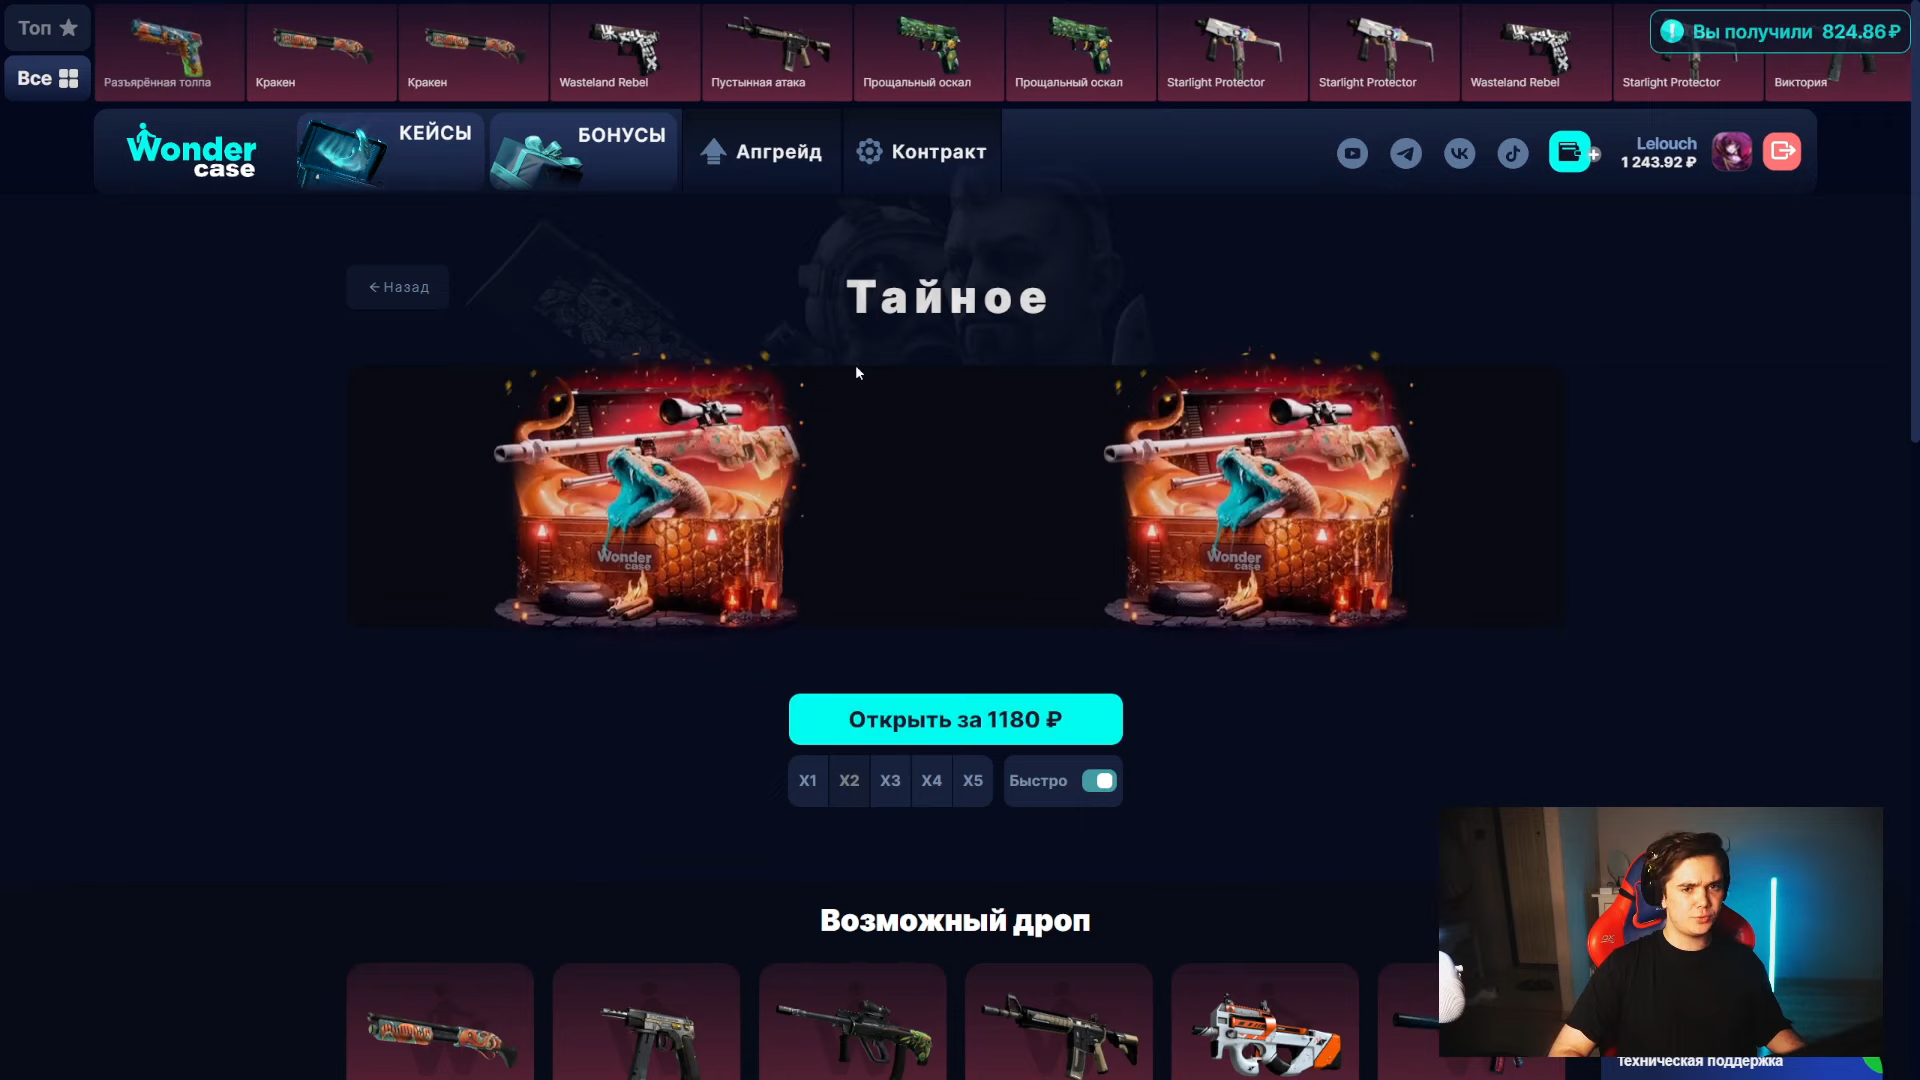 Топ
Все
Разъярённая толпа
Кракен
Кракен
Wasteland Rebel
Пустынная атака
Прощальный оскал
Прощальный оскал
Starlight Protector
Starlight Protector
Wasteland Rebel
Starlight Protector
Виктория
Вы получили 824.86₽
Wonder
case
КЕЙСЫ
БОНУСЫ
Апгрейд
Контракт
Lelouch
1 243.92 ₽
← Назад
Тайное
Wonder
case
Wonder
case
Открыть за 1180 ₽
X1
X2
X3
X4
X5
Быстро
Возможный дроп
Техническая поддержка